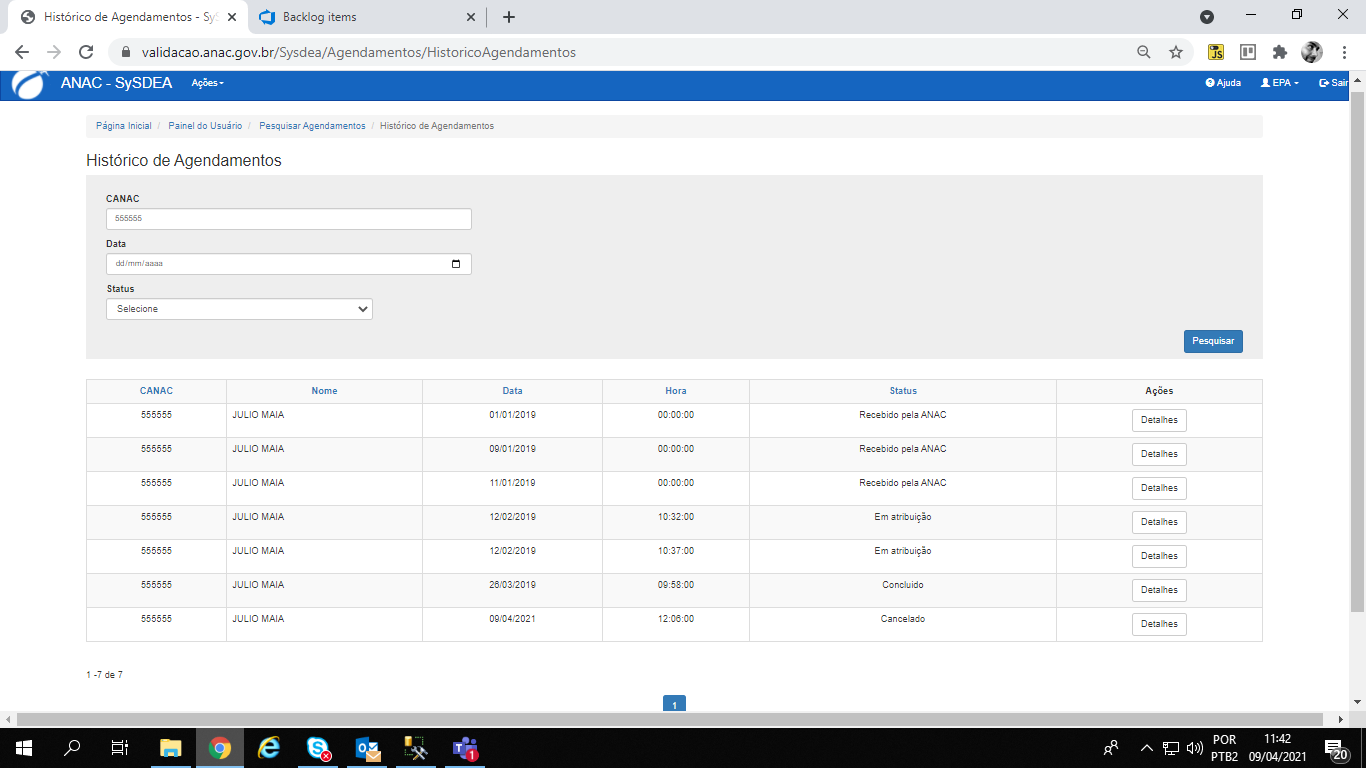 Histórico de Agendamentos - Sy
Backlog items
validacao.anac.gov.br/Sysdea/Agendamentos/HistoricoAgendamentos
JS
ANAC - SySDEA Ações Ajuda EPA Sair
Página Inicial / Painel do Usuário / Pesquisar Agendamentos / Histórico de Agendamentos
Histórico de Agendamentos
CANAC
555555
Data
dd/mm/aaaa
Status
Selecione
Pesquisar
CANAC Nome Data Hora Status Ações
555555 JULIO MAIA 01/01/2019 00:00:00 Recebido pela ANAC Detalhes
555555 JULIO MAIA 09/01/2019 00:00:00 Recebido pela ANAC Detalhes
555555 JULIO MAIA 11/01/2019 00:00:00 Recebido pela ANAC Detalhes
555555 JULIO MAIA 12/02/2019 10:32:00 Em atribuição Detalhes
555555 JULIO MAIA 12/02/2019 10:37:00 Em atribuição Detalhes
555555 JULIO MAIA 26/03/2019 09:58:00 Concluído Detalhes
555555 JULIO MAIA 09/04/2021 12:06:00 Cancelado Detalhes
1 -7 de 7
1
POR 11:42
PTB2 09/04/2021 20
1